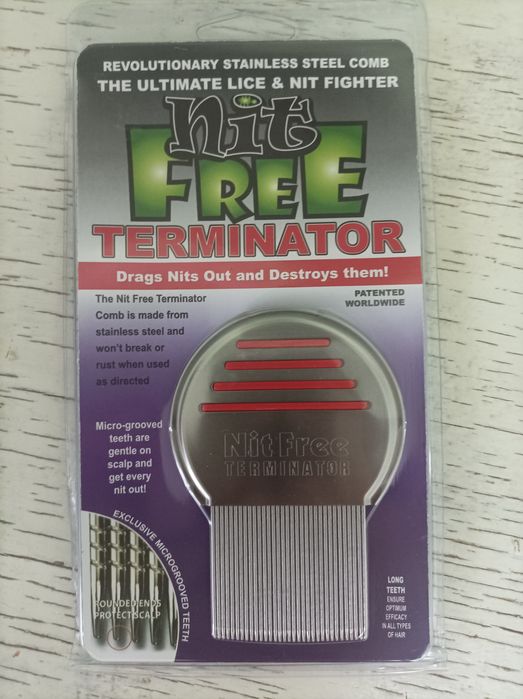 REVOLUTIONARY STAINLESS STEEL COMB
THE ULTIMATE LICE & NIT FIGHTER
Nit
FREE
TERMINATOR
Drags Nits Out and Destroys them!
The Nit Free Terminator
Comb is made from
stainless steel and
won't break or
rust when used
as directed
PATENTED
WORLDWIDE
Nit Free
TERMINATOR
Micro-grooved
teeth are
gentle on
scalp and
get every
nit out!
EXCLUSIVE MICROGROOVED TEETH
ROUNDED ENDS
PROTECT SCALP
LONG
TEETH
ENSURE
OPTIMUM
EFFICACY
IN ALL TYPES
OF HAIR